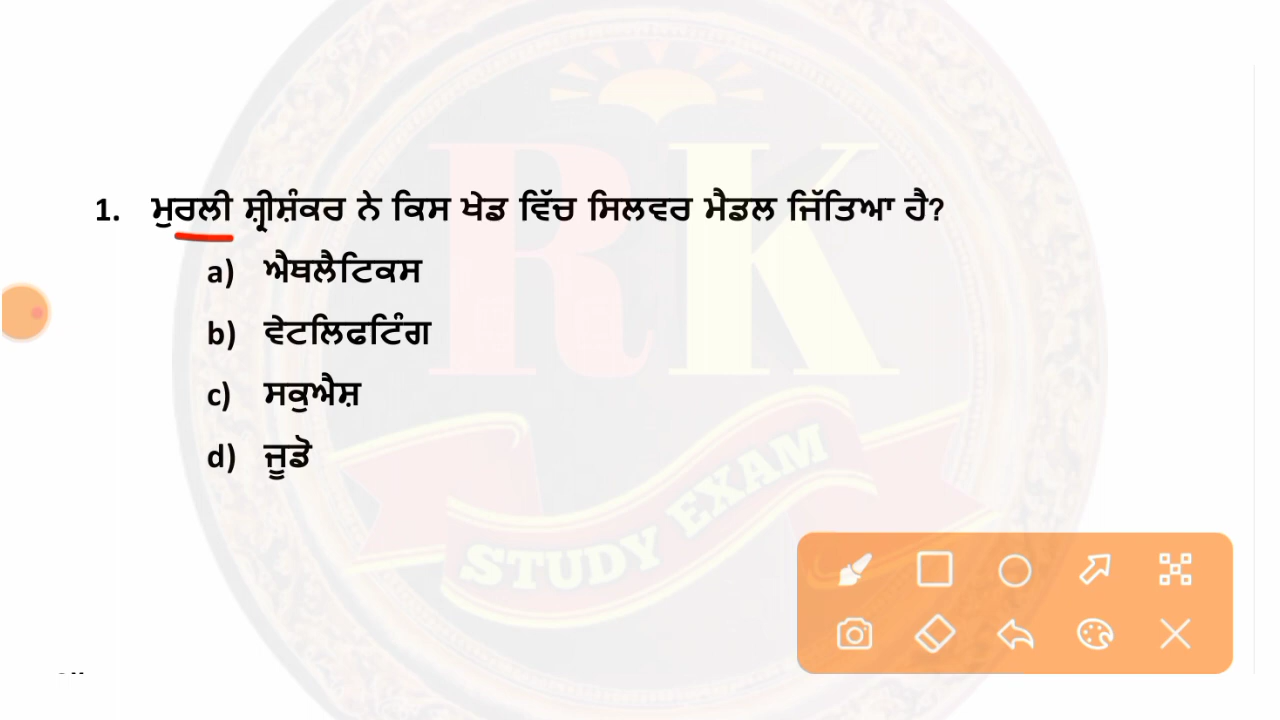 RK
1. ਮੁਰਲੀ ਸ਼੍ਰੀਸ਼ੰਕਰ ਨੇ ਕਿਸ ਖੇਡ ਵਿੱਚ ਸਿਲਵਰ ਮੈਡਲ ਜਿੱਤਿਆ ਹੈ?
a) ਐਥਲੈਟਿਕਸ
b) ਵੇਟਲਿਫਟਿੰਗ
c) ਸਕੁਐਸ਼
d) ਜੂਡੋ
STUDY EXAM